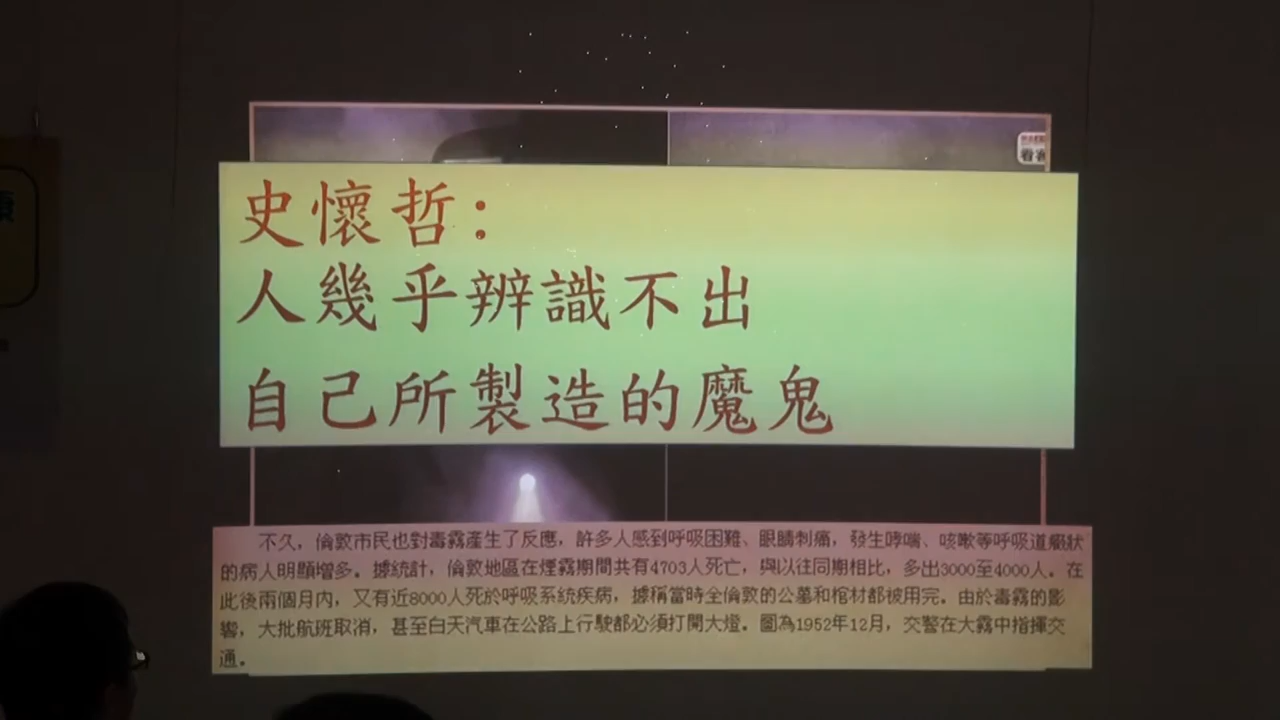 史懷哲：
人幾乎辨識不出
自己所製造的魔鬼
不久，倫敦市民也對毒霧產生了反應，許多人感到呼吸困難、眼睛刺痛，發生哮喘、咳嗽等呼吸道癥狀
的病人明顯增多。據統計，倫敦地區在煙霧期間共有4703人死亡，與以往同期相比，多出3000至4000人。在
此後兩個月內，又有近8000人死於呼吸系統疾病，據稱當時全倫敦的公墓和棺材都被用完。由於毒霧的影
響，大批航班取消，甚至白天汽車在公路上行駛都必須打開大燈。圖為1952年12月，交警在大霧中指揮交
通。